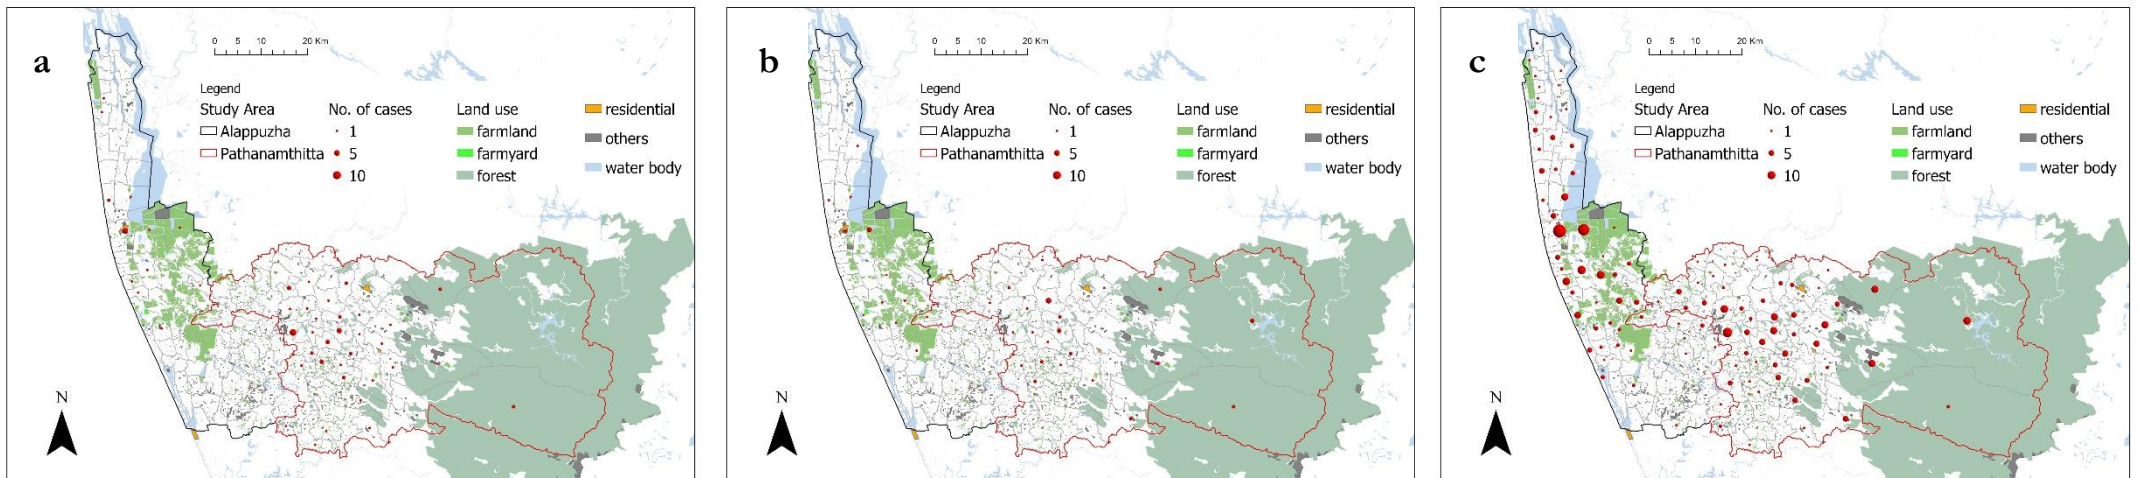 a
0 5 10 20 Km
Legend
Study Area No. of cases Land use residential
Alappuzha 1 farmland others
Pathanamthitta 5 farmyard water body
10 forest
N
b
0 5 10 20 Km
Legend
Study Area No. of cases Land use residential
Alappuzha 1 farmland others
Pathanamthitta 5 farmyard water body
10 forest
N
c
0 5 10 20 Km
Legend
Study Area No. of cases Land use residential
Alappuzha 1 farmland others
Pathanamthitta 5 farmyard water body
10 forest
N